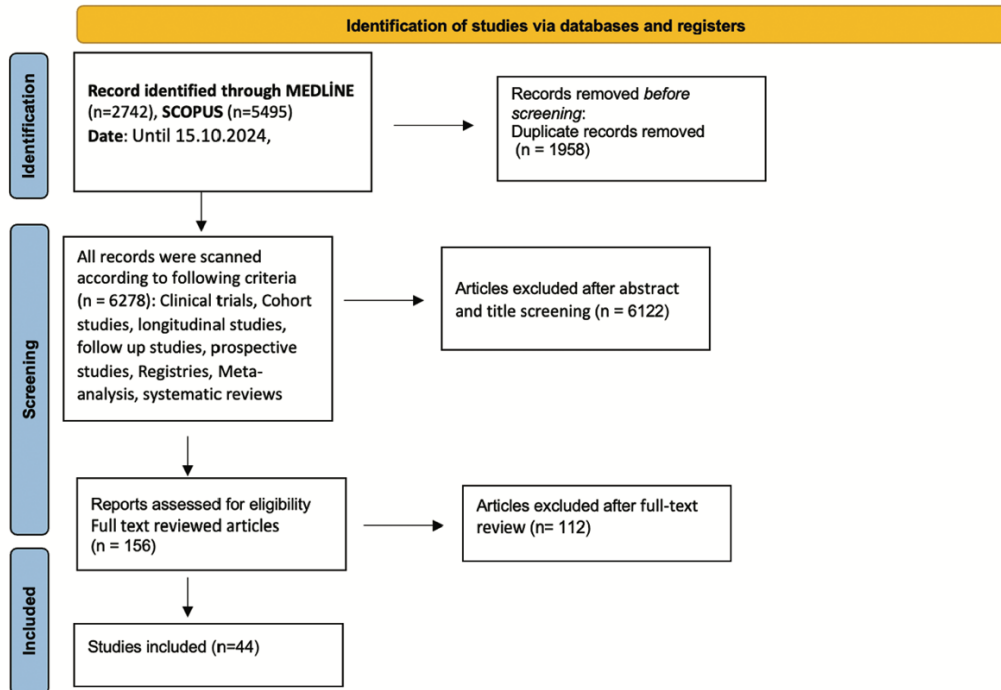 Identification of studies via databases and registers
Identification
Record identified through MEDLİNE
(n=2742), SCOPUS (n=5495)
Date: Until 15.10.2024,
Records removed before
screening:
Duplicate records removed
(n = 1958)
Screening
All records were scanned
according to following criteria
(n = 6278): Clinical trials, Cohort
studies, longitudinal studies,
follow up studies, prospective
studies, Registries, Meta-
analysis, systematic reviews
Articles excluded after abstract
and title screening (n = 6122)
Reports assessed for eligibility
Full text reviewed articles
(n = 156)
Articles excluded after full-text
review (n= 112)
Included
Studies included (n=44)